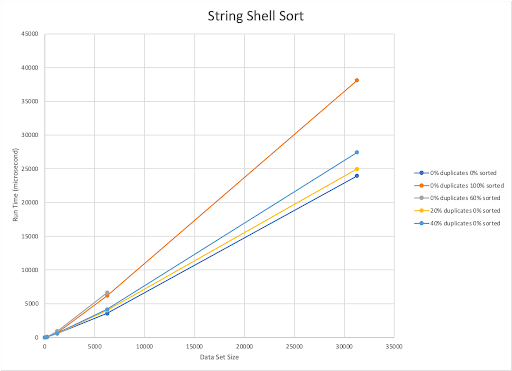 String Shell Sort
45000
40000
35000
30000
25000
20000
15000
10000
5000
0
Run Time (microsecond)
0 5000 10000 15000 20000 25000 30000 35000
Data Set Size
0% duplicates 0% sorted
0% duplicates 100% sorted
0% duplicates 60% sorted
20% duplicates 0% sorted
40% duplicates 0% sorted